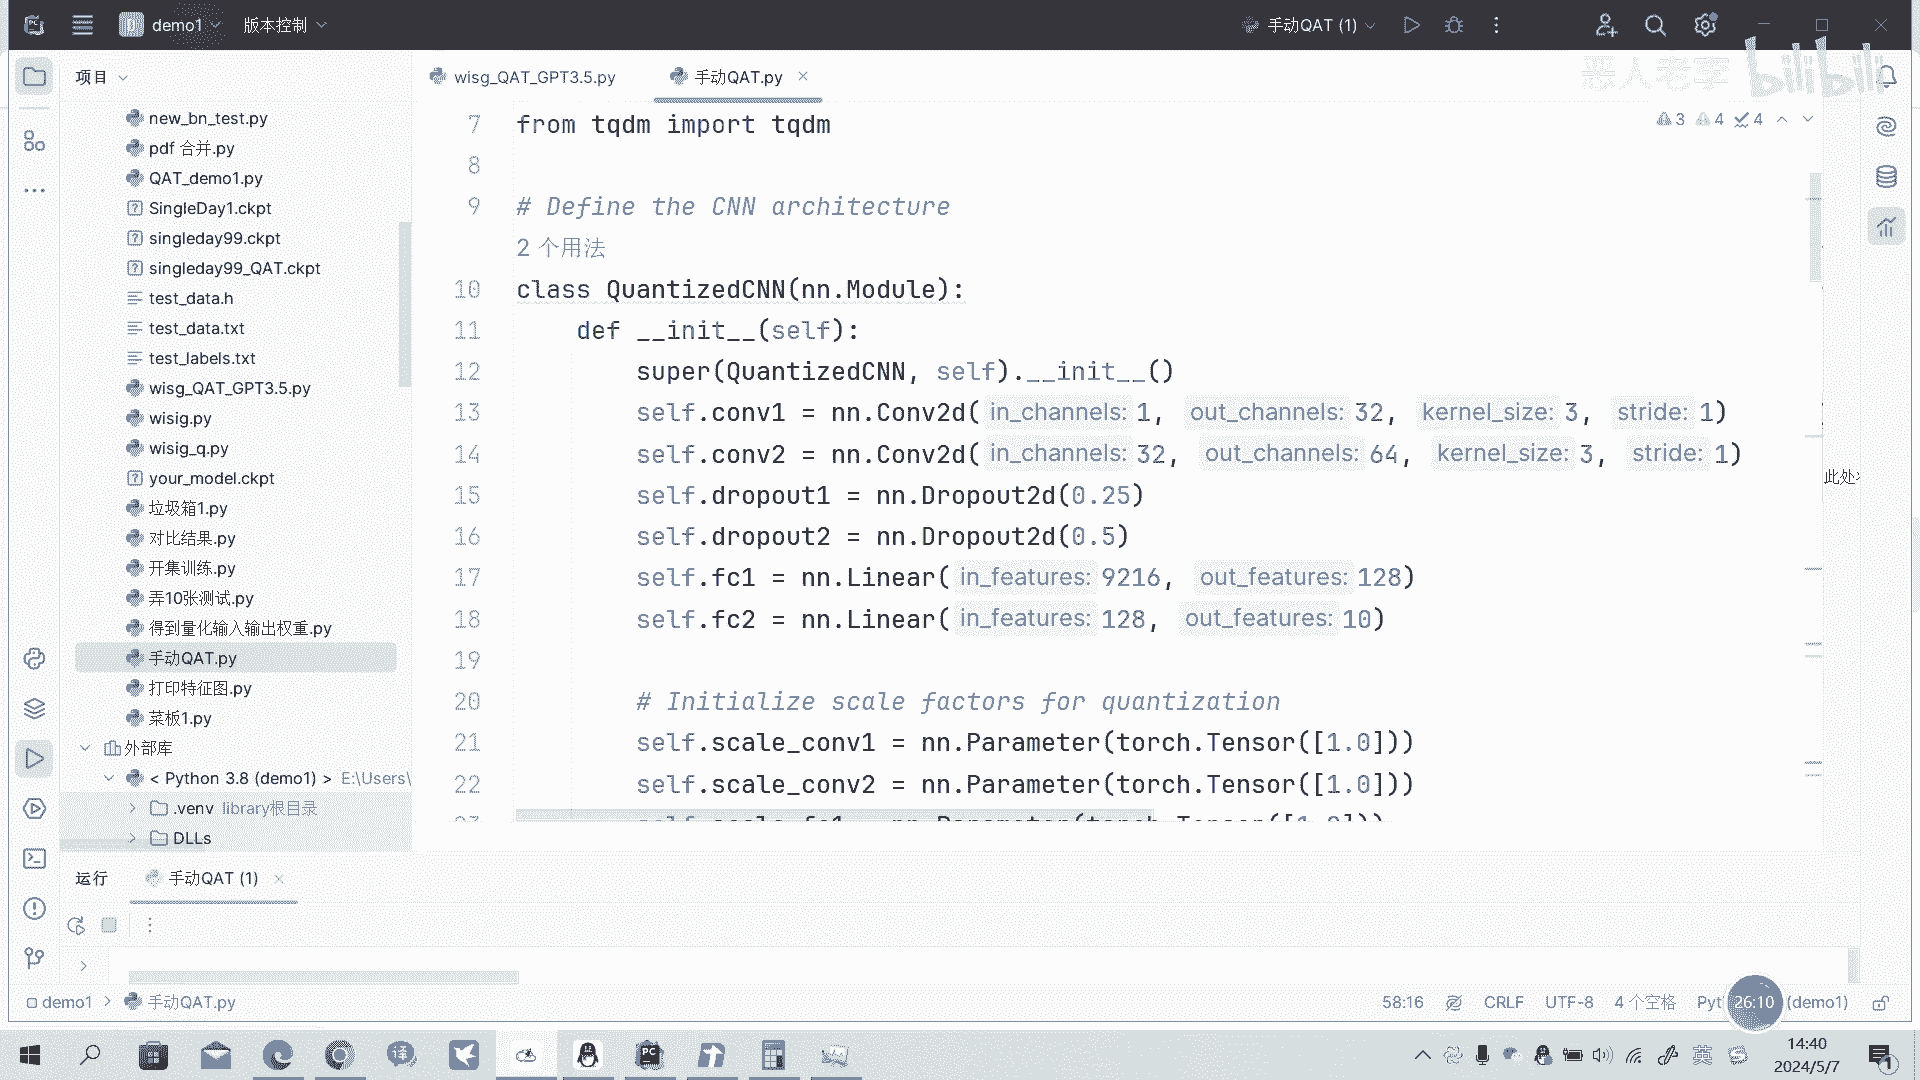 demo1 版本控制 手动QAT (1)
项目 wisg_QAT_GPT3.5.py 手动QAT.py 恶人老李 bilibili
new_bn_test.py
pdf 合并.py
QAT_demo1.py
SingleDay1.ckpt
singleday99.ckpt
singleday99_QAT.ckpt
test_data.h
test_data.txt
test_labels.txt
wisg_QAT_GPT3.5.py
wisig.py
wisig_q.py
your_model.ckpt
垃圾箱1.py
对比结果.py
开集训练.py
弄10张测试.py
得到量化输入输出权重.py
手动QAT.py
打印特征图.py
菜板1.py
外部库
< Python 3.8 (demo1) > E:\Users\
.venv library根目录
DLLs
3 4 4
7 from tqdm import tqdm
8
9 # Define the CNN architecture
2 个用法
10 class QuantizedCNN(nn.Module):
11 def __init__(self):
12 super(QuantizedCNN, self).__init__()
13 self.conv1 = nn.Conv2d( in_channels: 1, out_channels: 32, kernel_size: 3, stride: 1)
14 self.conv2 = nn.Conv2d( in_channels: 32, out_channels: 64, kernel_size: 3, stride: 1)
15 self.dropout1 = nn.Dropout2d(0.25)
16 self.dropout2 = nn.Dropout2d(0.5)
17 self.fc1 = nn.Linear( in_features: 9216, out_features: 128)
18 self.fc2 = nn.Linear( in_features: 128, out_features: 10)
19
20 # Initialize scale factors for quantization
21 self.scale_conv1 = nn.Parameter(torch.Tensor([1.0]))
22 self.scale_conv2 = nn.Parameter(torch.Tensor([1.0]))
此处
运行 手动QAT (1)
demo1 > 手动QAT.py 58:16 CRLF UTF-8 4 个空格 Pyt 26:10 (demo1)
译 PC 英 14:40
2024/5/7 1